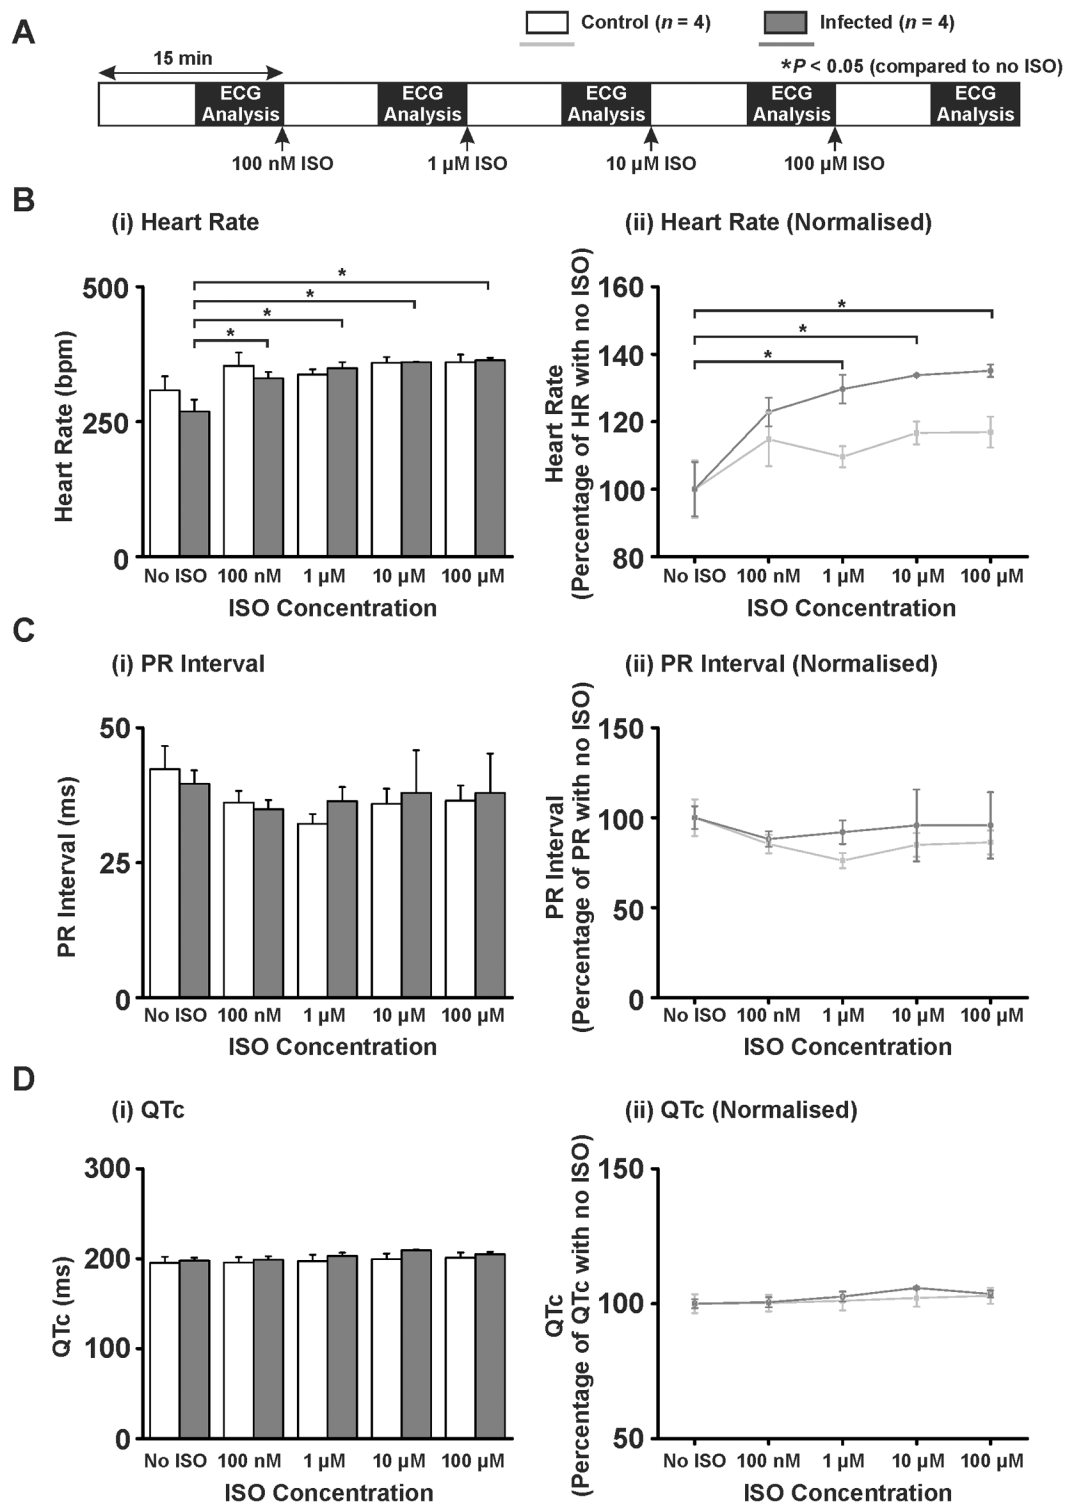 A
Control (n = 4)
Infected (n = 4)
15 min
*P < 0.05 (compared to no ISO)
ECG Analysis
ECG Analysis
ECG Analysis
ECG Analysis
ECG Analysis
100 nM ISO
1 µM ISO
10 µM ISO
100 µM ISO
B
(i) Heart Rate
500
250
0
Heart Rate (bpm)
*
*
*
*
No ISO 100 nM 1 µM 10 µM 100 µM
ISO Concentration
(ii) Heart Rate (Normalised)
160
140
120
100
80
Heart Rate
(Percentage of HR with no ISO)
*
*
*
No ISO 100 nM 1 µM 10 µM 100 µM
ISO Concentration
C
(i) PR Interval
50
25
0
PR Interval (ms)
No ISO 100 nM 1 µM 10 µM 100 µM
ISO Concentration
(ii) PR Interval (Normalised)
150
100
50
0
PR Interval
(Percentage of PR with no ISO)
No ISO 100 nM 1 µM 10 µM 100 µM
ISO Concentration
D
(i) QTc
300
200
100
0
QTc (ms)
No ISO 100 nM 1 µM 10 µM 100 µM
ISO Concentration
(ii) QTc (Normalised)
150
100
50
QTc
(Percentage of QTc with no ISO)
No ISO 100 nM 1 µM 10 µM 100 µM
ISO Concentration